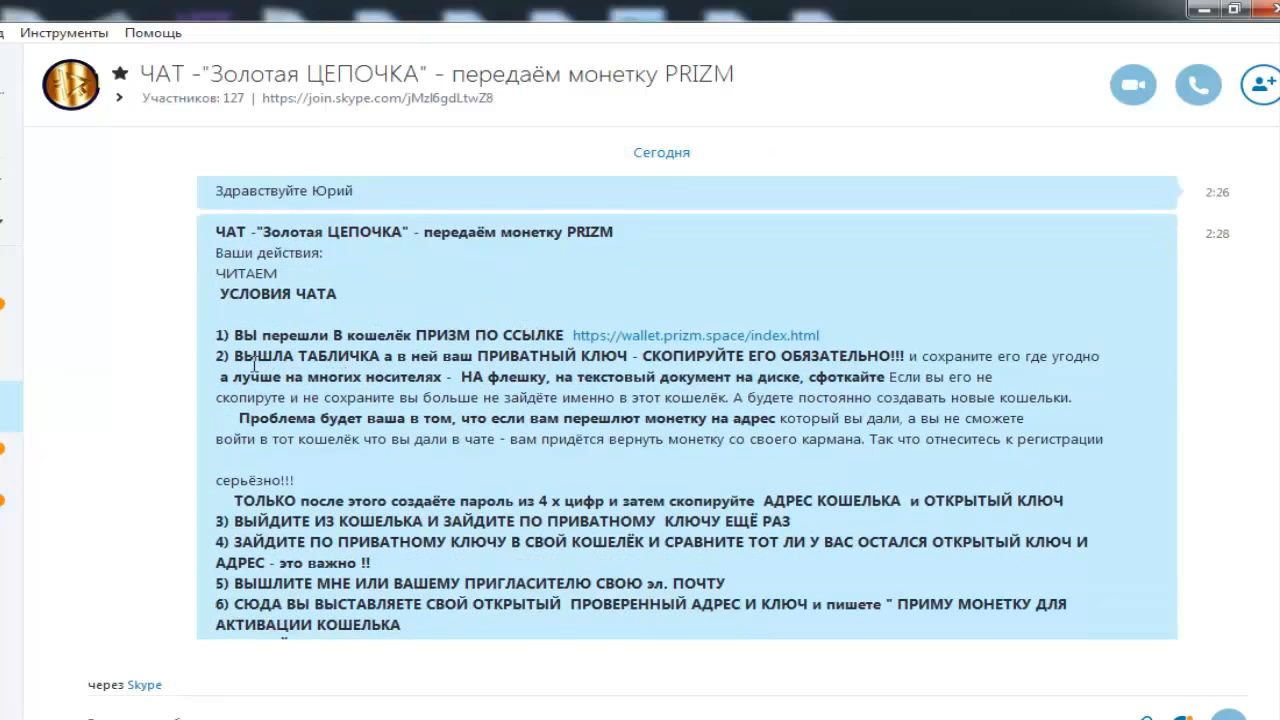 Инструменты Помощь
ЧАТ -"Золотая ЦЕПОЧКА" - передаём монетку PRIZM
Участников: 127 | https://join.skype.com/jMzl6gdLtwZ8
Сегодня
Здравствуйте Юрий 2:26
ЧАТ -"Золотая ЦЕПОЧКА" - передаём монетку PRIZM 2:28
Ваши действия:
ЧИТАЕМ
УСЛОВИЯ ЧАТА
1) ВЫ перешли В кошелёк ПРИЗМ ПО ССЫЛКЕ https://wallet.prizm.space/index.html
2) ВЫШЛА ТАБЛИЧКА а в ней ваш ПРИВАТНЫЙ КЛЮЧ - СКОПИРУЙТЕ ЕГО ОБЯЗАТЕЛЬНО!!! и сохраните его где угодно
а лучше на многих носителях - НА флешку, на текстовый документ на диске, сфоткайте Если вы его не
скопируте и не сохраните вы больше не зайдёте именно в этот кошелёк. А будете постоянно создавать новые кошельки.
Проблема будет ваша в том, что если вам перешлют монетку на адрес который вы дали, а вы не сможете
войти в тот кошелёк что вы дали в чате - вам придётся вернуть монетку со своего кармана. Так что отнеситесь к регистрации
серьёзно!!!
ТОЛЬКО после этого создаёте пароль из 4 х цифр и затем скопируйте АДРЕС КОШЕЛЬКА и ОТКРЫТЫЙ КЛЮЧ
3) ВЫЙДИТЕ ИЗ КОШЕЛЬКА И ЗАЙДИТЕ ПО ПРИВАТНОМУ КЛЮЧУ ЕЩЁ РАЗ
4) ЗАЙДИТЕ ПО ПРИВАТНОМУ КЛЮЧУ В СВОЙ КОШЕЛЁК И СРАВНИТЕ ТОТ ЛИ У ВАС ОСТАЛСЯ ОТКРЫТЫЙ КЛЮЧ И
АДРЕС - это важно !!
5) ВЫШЛИТЕ МНЕ ИЛИ ВАШЕМУ ПРИГЛАСИТЕЛЮ СВОЮ эл. ПОЧТУ
6) СЮДА ВЫ ВЫСТАВЛЯЕТЕ СВОЙ ОТКРЫТЫЙ ПРОВЕРЕННЫЙ АДРЕС И КЛЮЧ и пишете " ПРИМУ МОНЕТКУ ДЛЯ
АКТИВАЦИИ КОШЕЛЬКА
через Skype